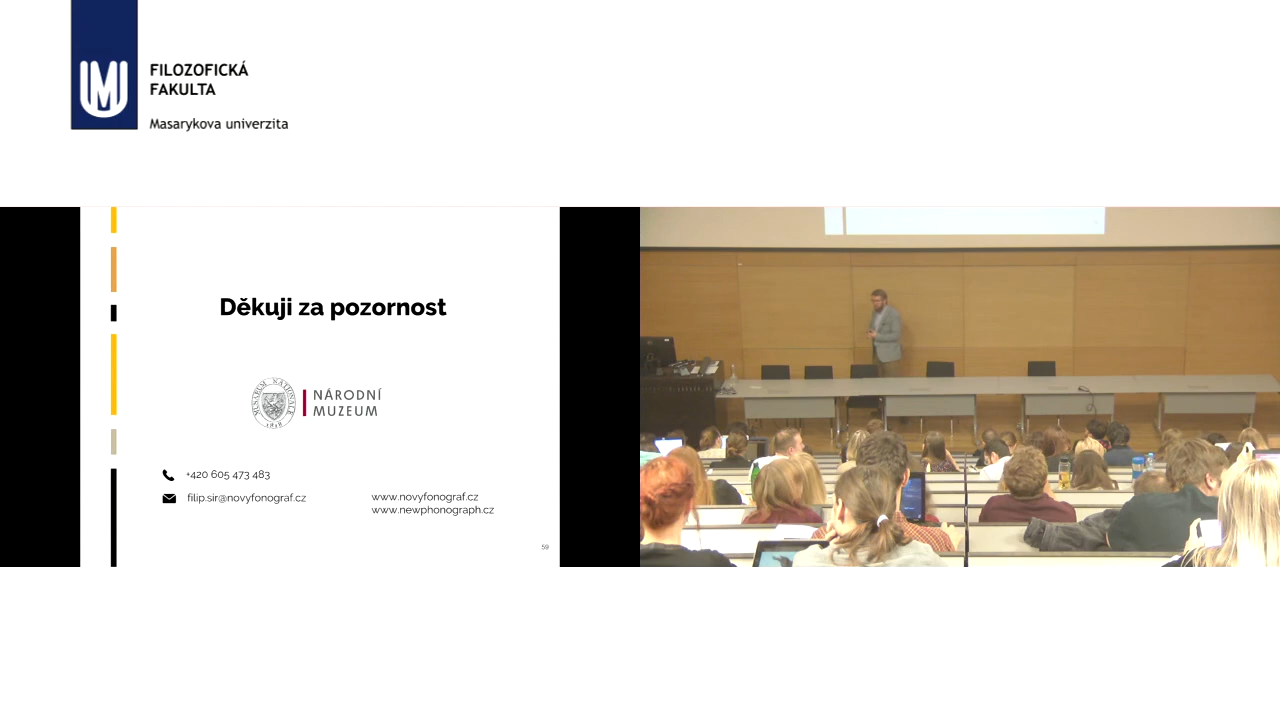 FILOZOFICKÁ
FAKULTA
Masarykova univerzita
Děkuji za pozornost
NÁRODNÍ
MUZEUM
+420 605 473 483
filip.sir@novyfonograf.cz
www.novyfonograf.cz
www.newphonograph.cz
59